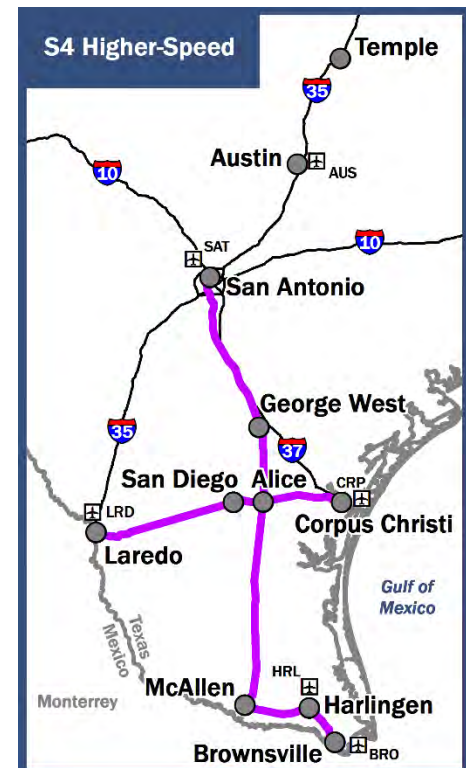 S4 Higher-Speed
Temple
35
Austin
AUS
10
SAT
10
San Antonio
35
George West
37
San Diego
Alice
CRP
LRD
Corpus Christi
Laredo
Gulf of
Mexico
Texas
Mexico
HRL
McAllen
Harlingen
Monterrey
Brownsville
BRO